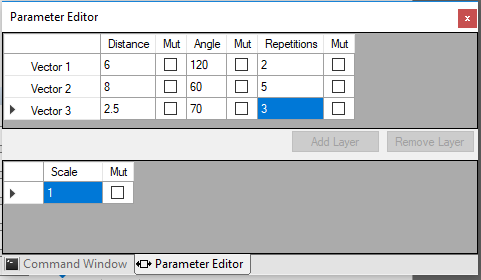 Parameter Editor x
Distance Mut Angle Mut Repetitions Mut
Vector 1 6 120 2
Vector 2 8 60 5
Vector 3 2.5 70 3
Add Layer Remove Layer
Scale Mut
1
Command Window Parameter Editor